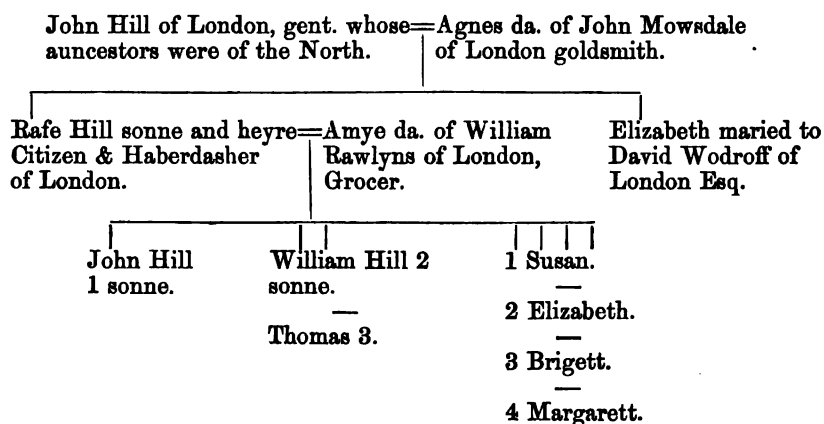 John Hill of London, gent. whose=Agnes da. of John Mowsdale
auncestors were of the North. of London goldsmith.
Rafe Hill sonne and heyre=Amye da. of William
Citizen & Haberdasher Rawlyns of London,
of London. Grocer.
Elizabeth maried to
David Wodroff of
London Esq.
John Hill
1 sonne.
William Hill 2
sonne.
Thomas 3.
1 Susan.
2 Elizabeth.
3 Brigett.
4 Margarett.